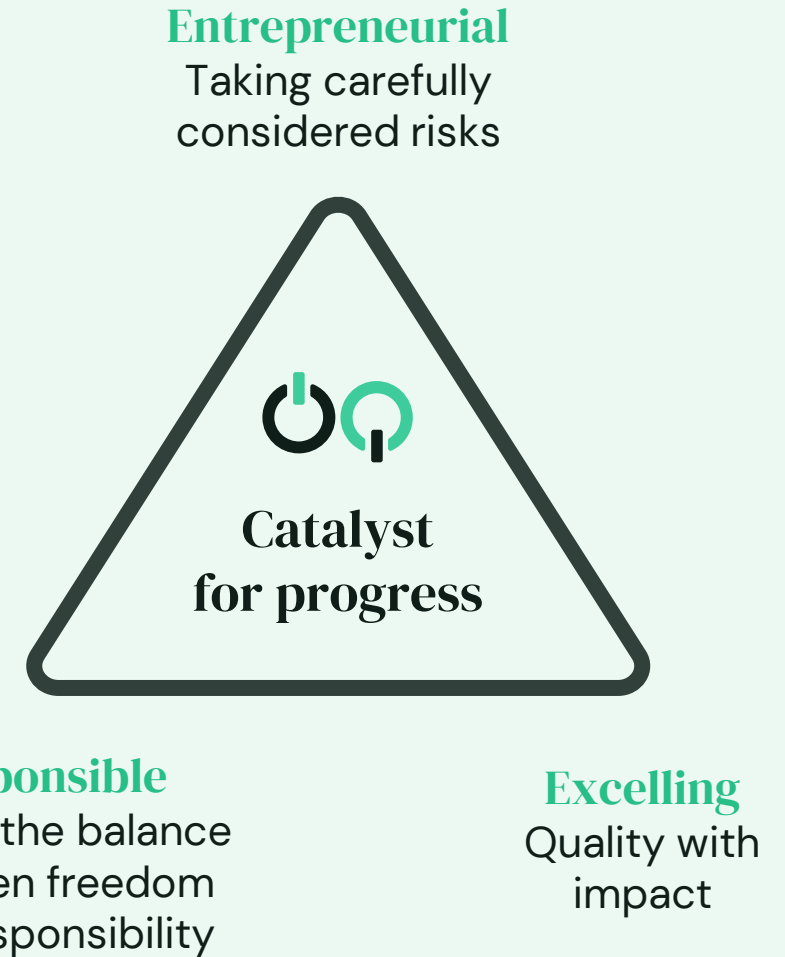 Entrepreneurial
Taking carefully
considered risks
Catalyst
for progress
ponsible
the balance
en freedom
sponsibility
Excelling
Quality with
impact